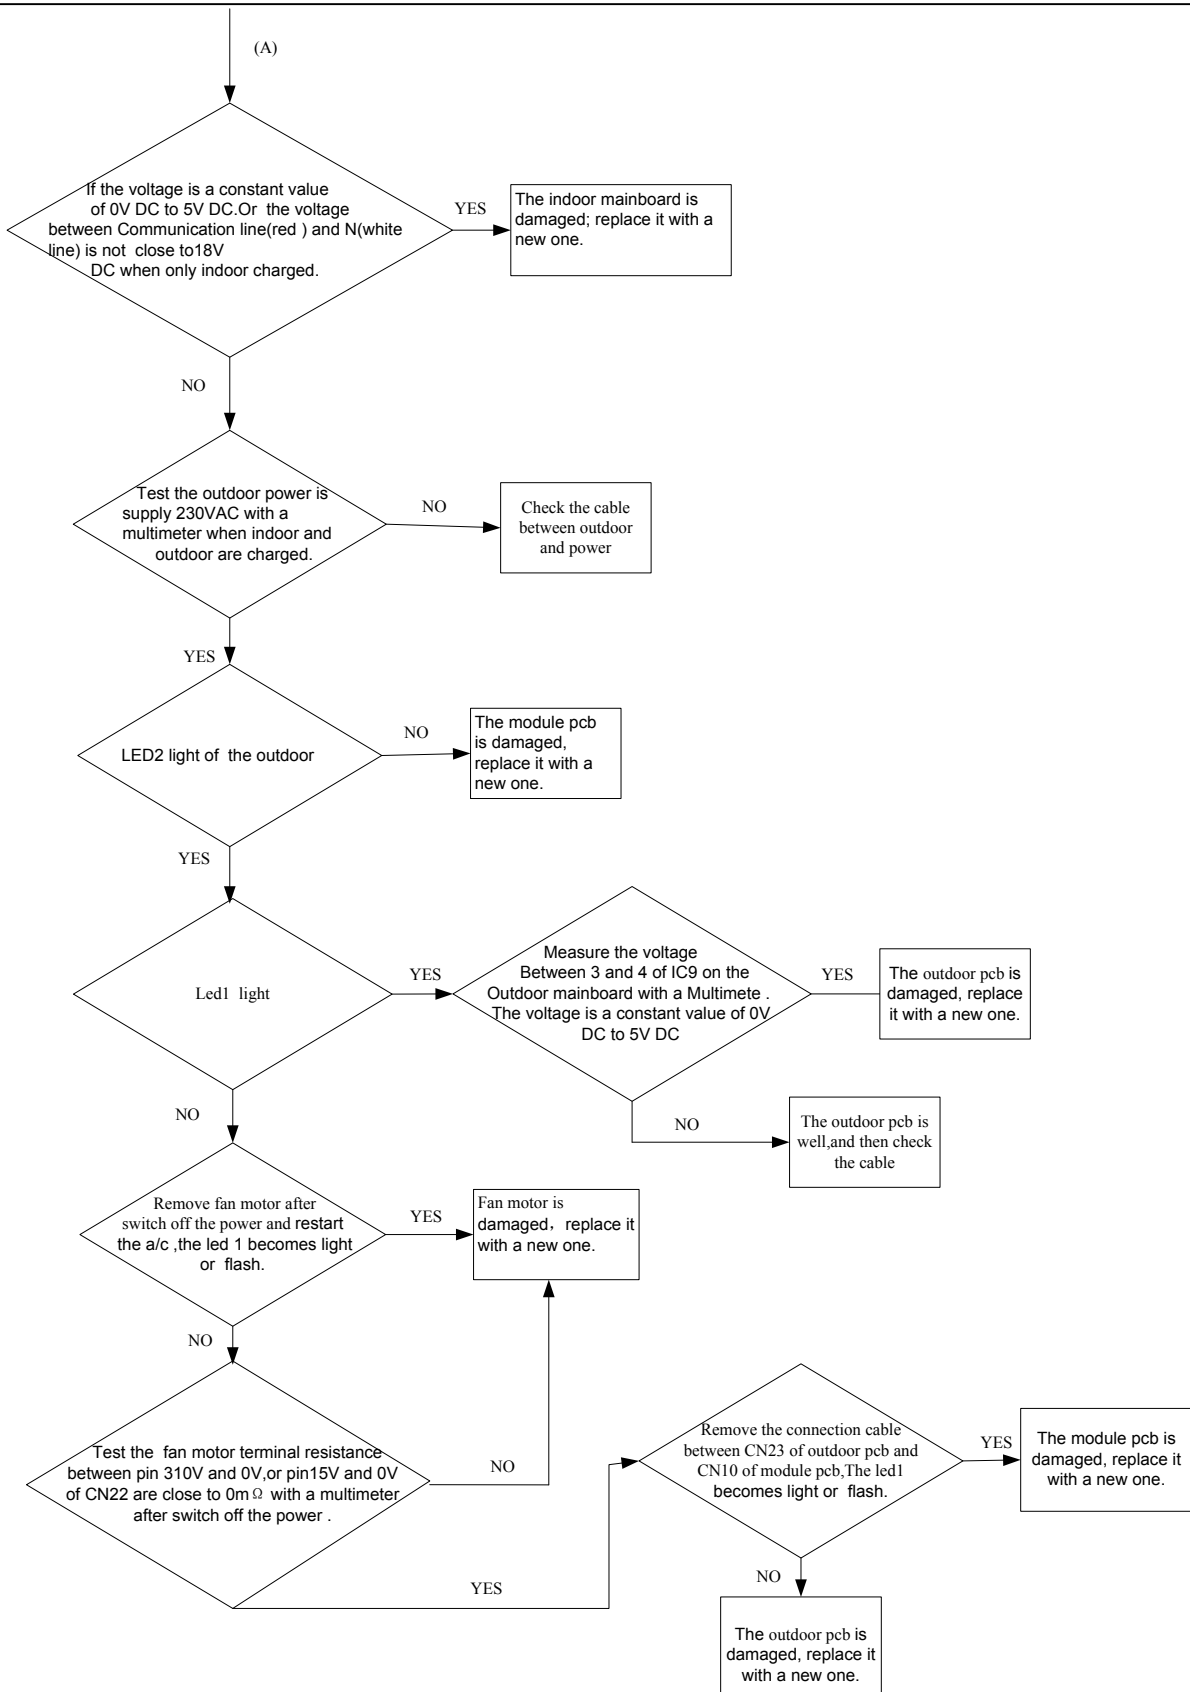 (A)
If the voltage is a constant value
of 0V DC to 5V DC.Or the voltage
between Communication line(red ) and N(white
line) is not close to18V
DC when only indoor charged.
YES
The indoor mainboard is
damaged; replace it with a
new one.
NO
Test the outdoor power is
supply 230VAC with a
multimeter when indoor and
outdoor are charged.
NO
Check the cable
between outdoor
and power
YES
LED2 light of the outdoor
NO
The module pcb
is damaged,
replace it with a
new one.
YES
Led1 light
YES
Measure the voltage
Between 3 and 4 of IC9 on the
Outdoor mainboard with a Multimete .
The voltage is a constant value of 0V
DC to 5V DC
YES
The outdoor pcb is
damaged, replace
it with a new one.
NO
The outdoor pcb is
well,and then check
the cable
NO
Remove fan motor after
switch off the power and restart
the a/c ,the led 1 becomes light
or flash.
YES
Fan motor is
damaged，replace it
with a new one.
NO
Test the fan motor terminal resistance
between pin 310V and 0V,or pin15V and 0V
of CN22 are close to 0mΩ with a multimeter
after switch off the power .
NO
YES
Remove the connection cable
between CN23 of outdoor pcb and
CN10 of module pcb,The led1
becomes light or flash.
YES
The module pcb is
damaged, replace it
with a new one.
NO
The outdoor pcb is
damaged, replace it
with a new one.